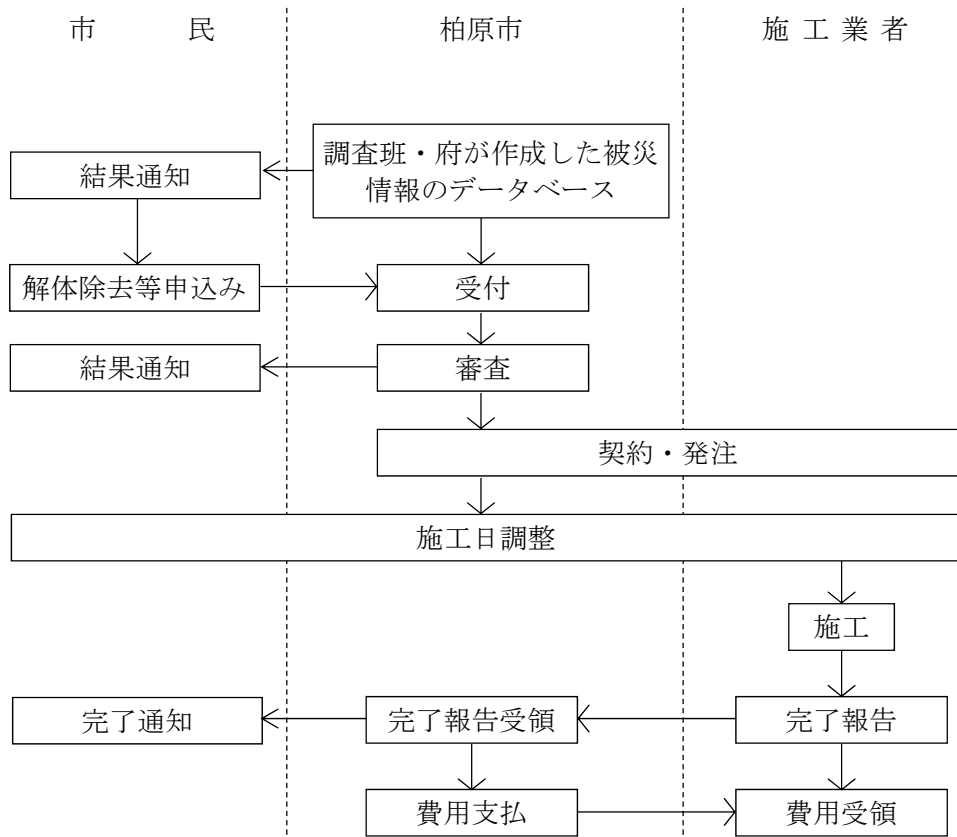 市　　　民
柏原市
施 工 業 者
調査班・府が作成した被災
情報のデータベース
結果通知
解体除去等申込み
受付
結果通知
審査
契約・発注
施工日調整
施工
完了通知
完了報告受領
完了報告
費用支払
費用受領